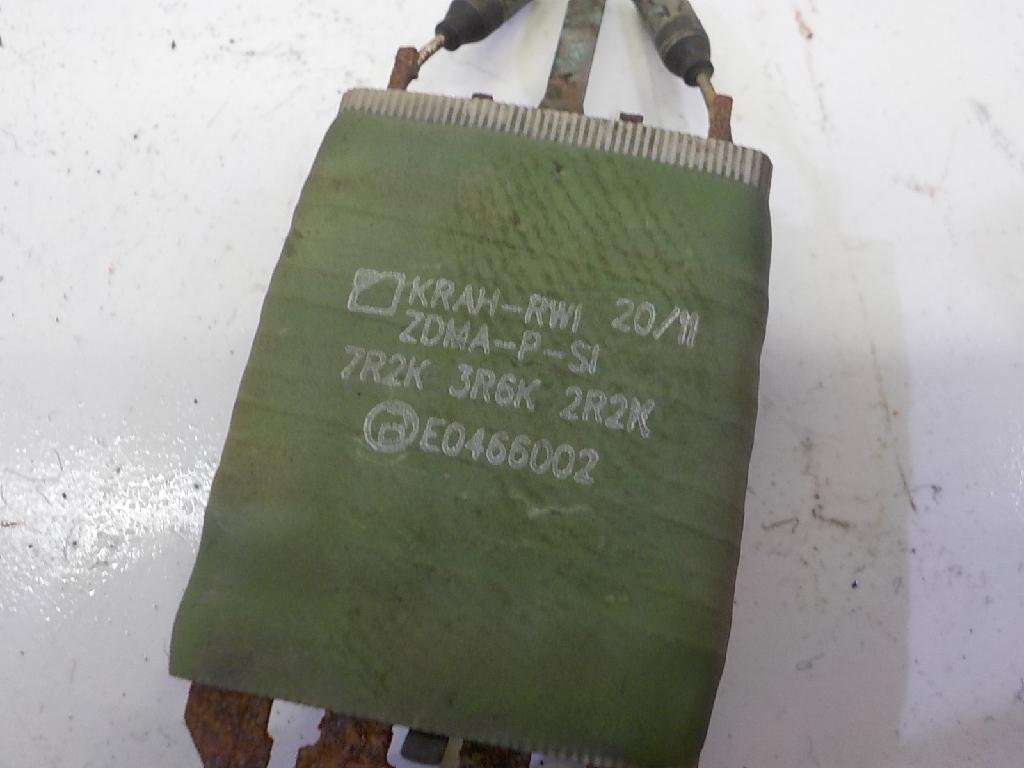 KRAH-RWI 20/11
ZDMA-P-SI
7R2K 3R6K 2R2K
E0466002